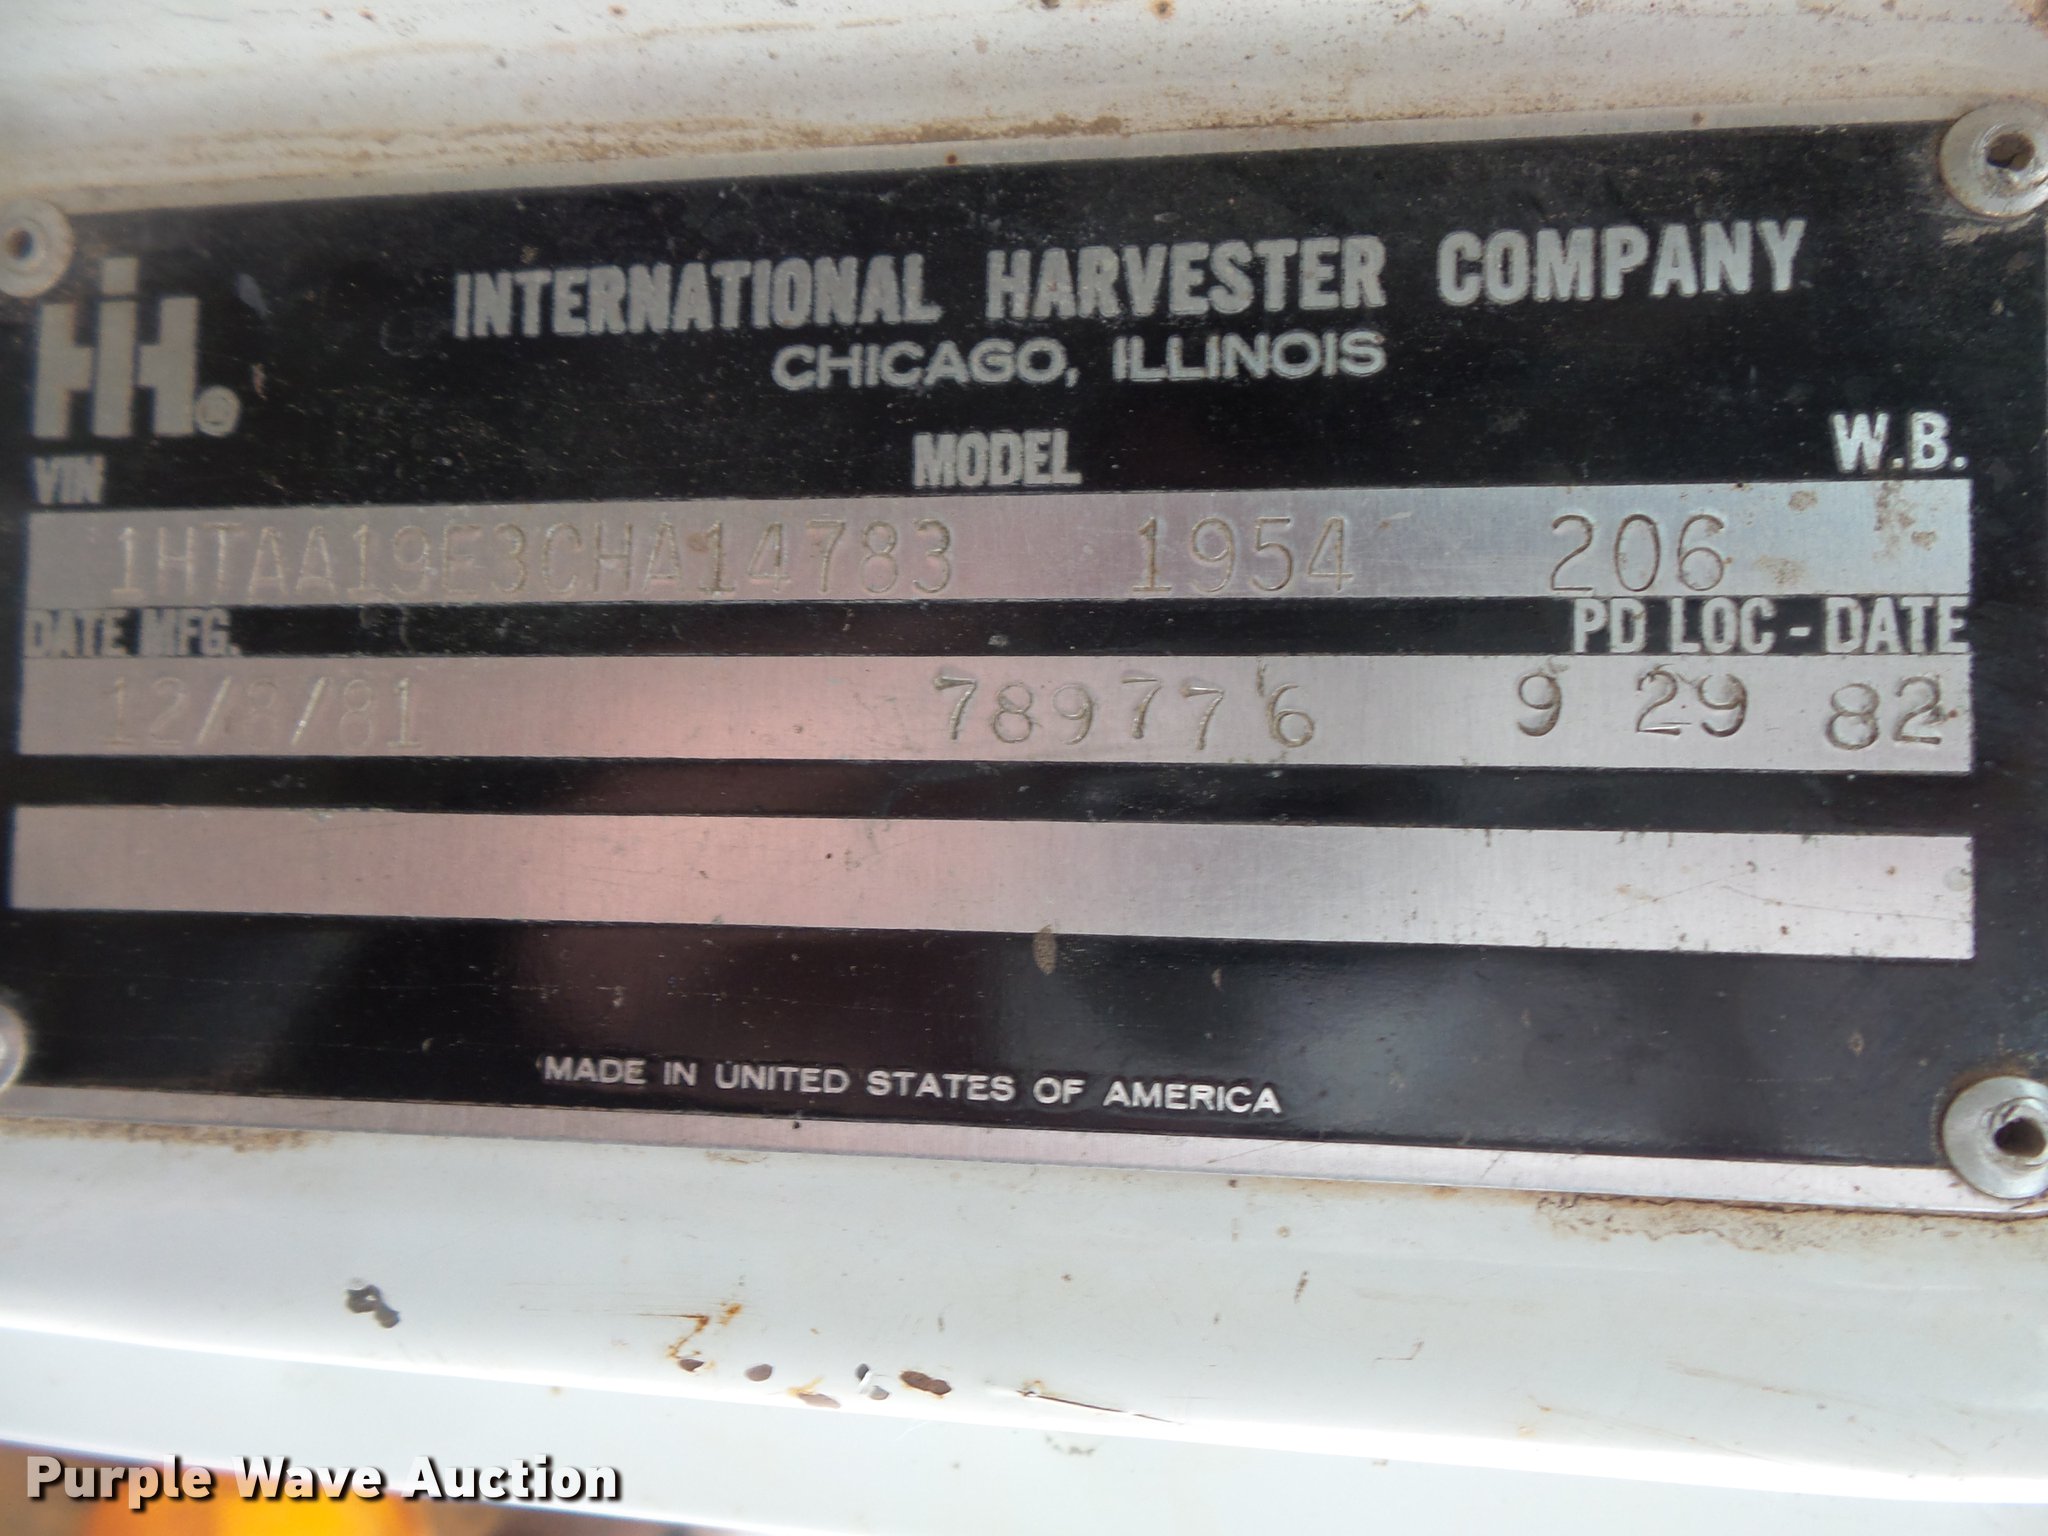 IH®
INTERNATIONAL HARVESTER COMPANY
CHICAGO, ILLINOIS
VIN MODEL W.B.
1HTAA19E3CHA14783 1954 206
DATE MFG. PD LOC - DATE
12/8/81 789776 9 29 82
MADE IN UNITED STATES OF AMERICA
Purple Wave Auction